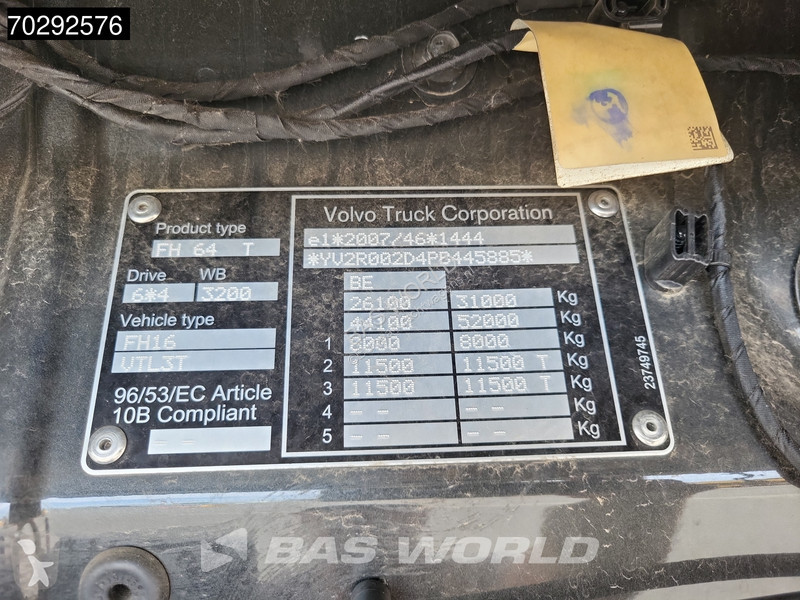 70292576
Product type
FH 64 T
Drive WB
6*4 3200
Vehicle type
FH16
VTL3T
96/53/EC Article
10B Compliant
– –
Volvo Truck Corporation
e1*2007/46*1444
*YV2R002D4PB445885*
BE
26100 31000 Kg
44100 52000 Kg
1 8000 8000 Kg
2 11500 11500 T Kg
3 11500 11500 T Kg
4 – – – – Kg
5 – – – – Kg
23749745
BAS WORLD